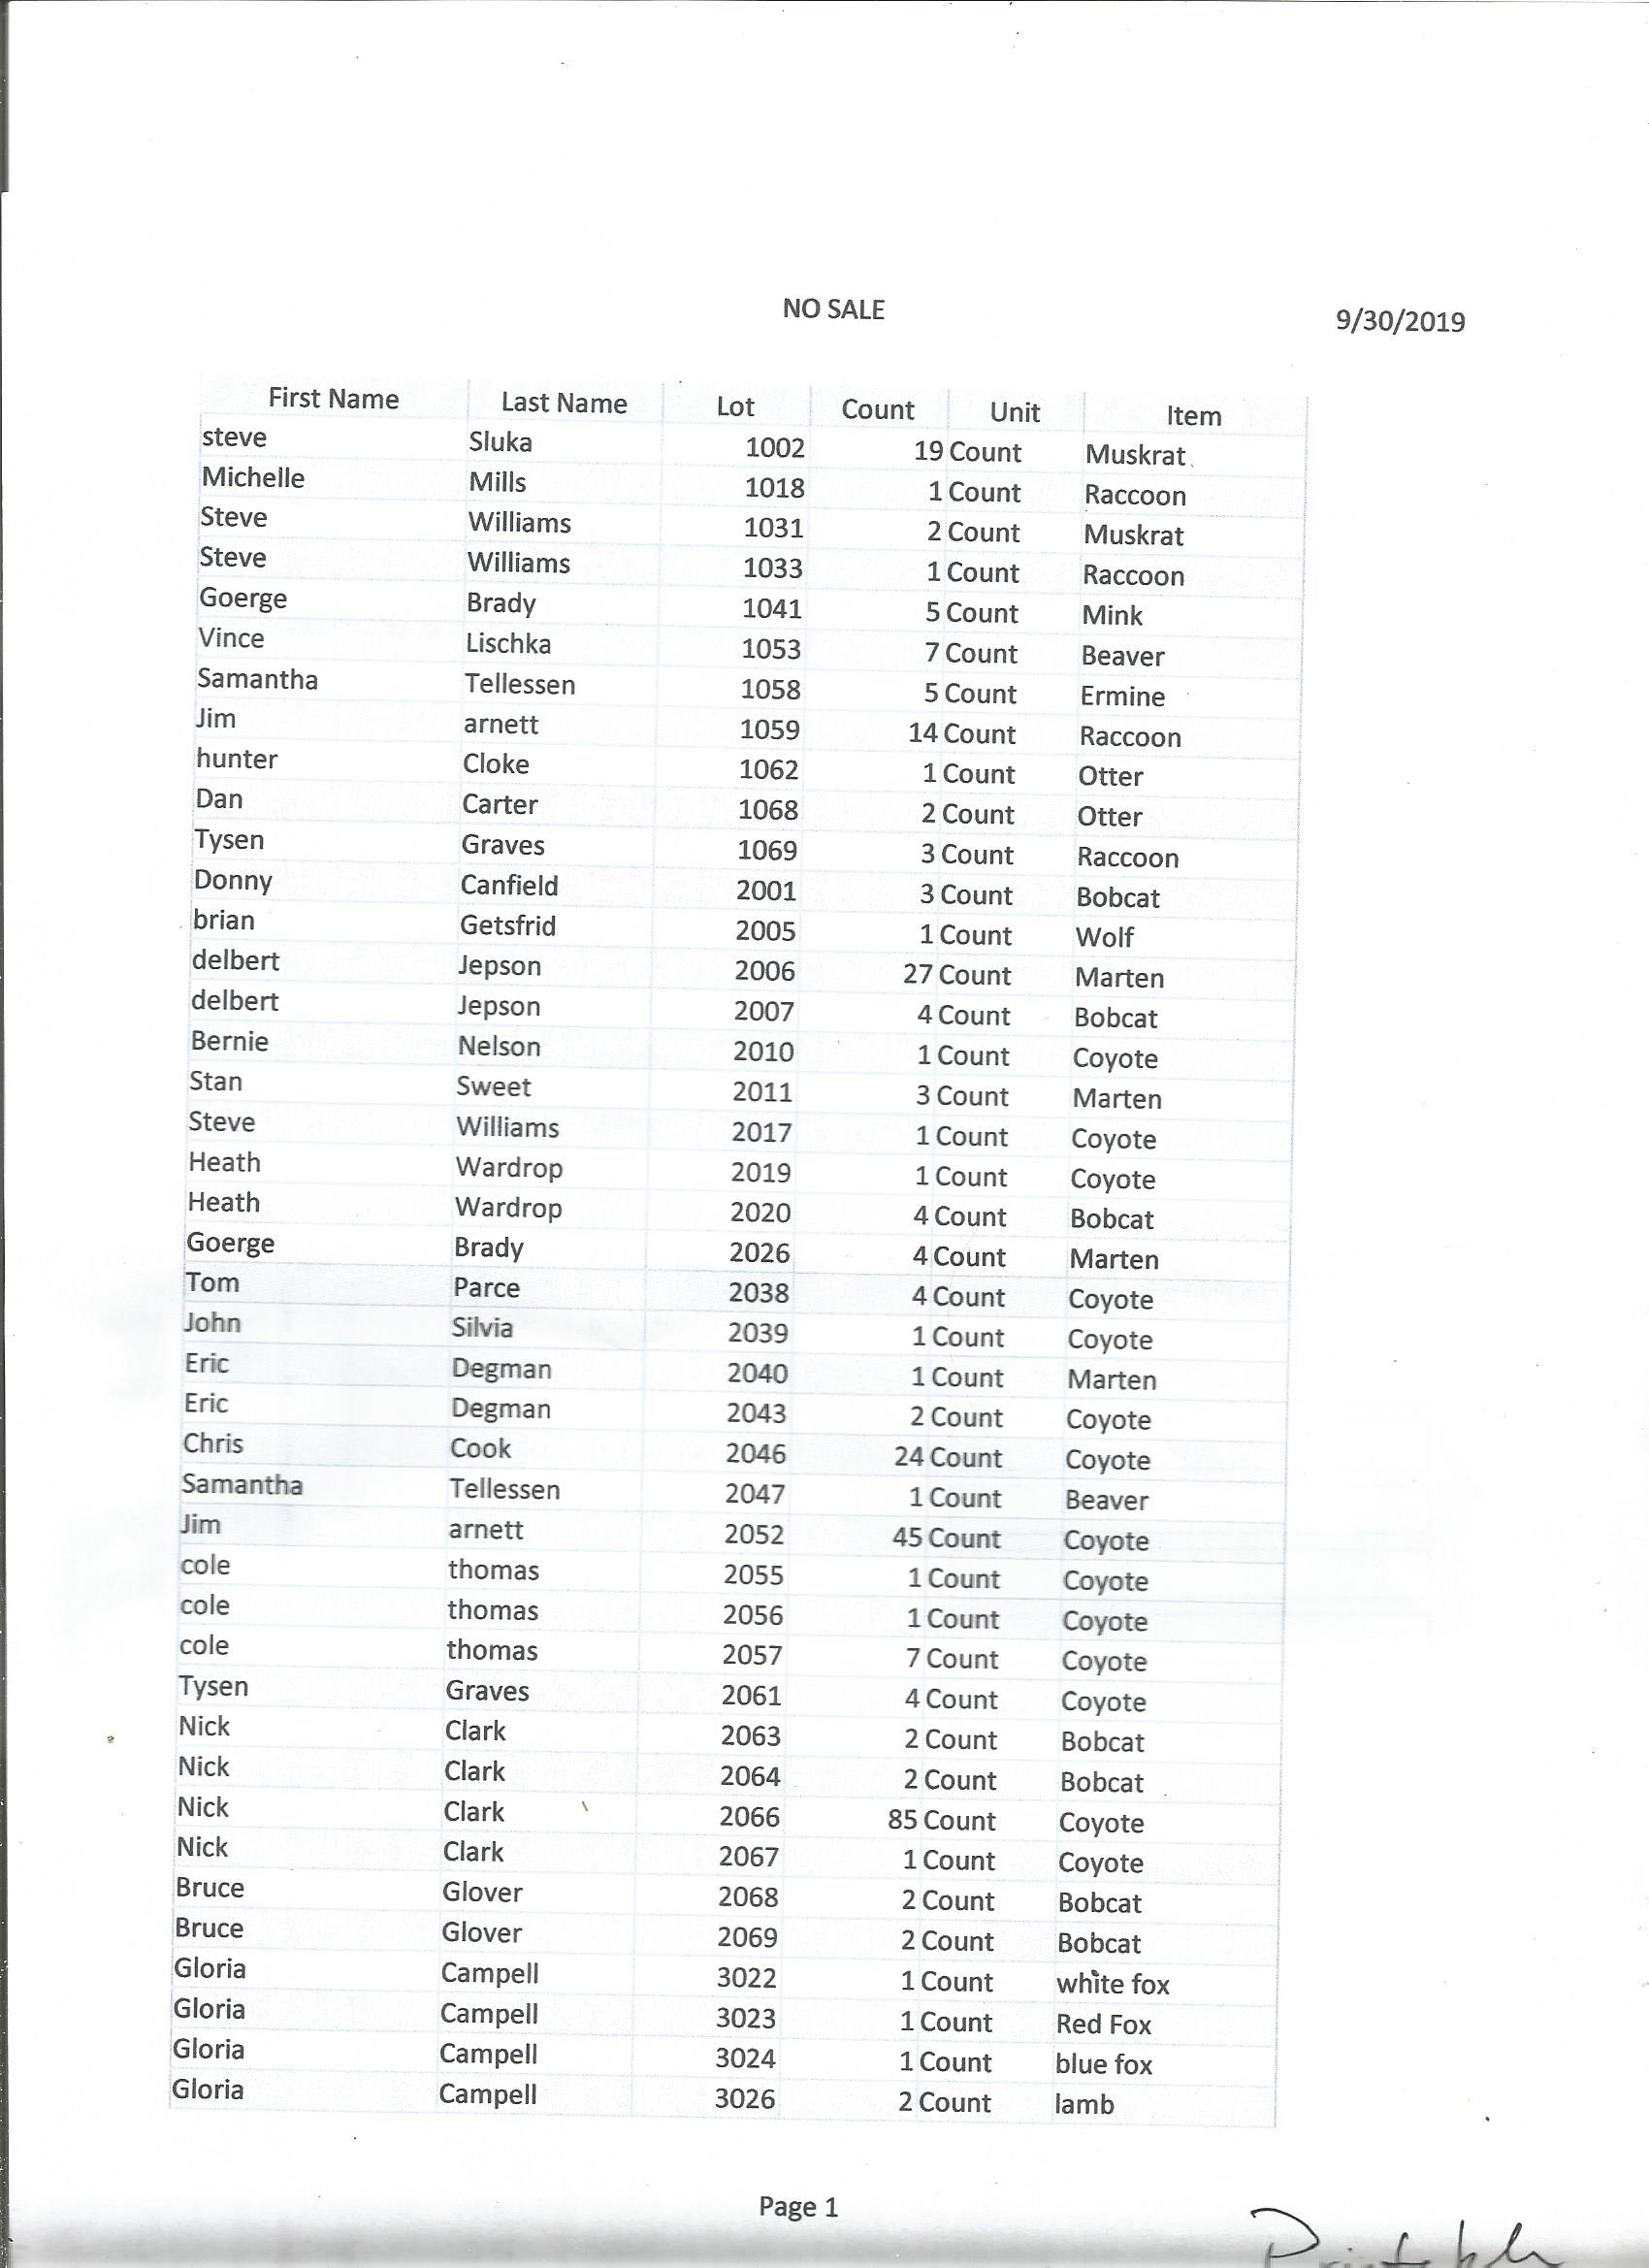 NO SALE
9/30/2019
First Name Last Name Lot Count Unit Item
steve Sluka 1002 19 Count Muskrat
Michelle Mills 1018 1 Count Raccoon
Steve Williams 1031 2 Count Muskrat
Steve Williams 1033 1 Count Raccoon
Goerge Brady 1041 5 Count Mink
Vince Lischka 1053 7 Count Beaver
Samantha Tellessen 1058 5 Count Ermine
Jim arnett 1059 14 Count Raccoon
hunter Cloke 1062 1 Count Otter
Dan Carter 1068 2 Count Otter
Tysen Graves 1069 3 Count Raccoon
Donny Canfield 2001 3 Count Bobcat
brian Getsfrid 2005 1 Count Wolf
delbert Jepson 2006 27 Count Marten
delbert Jepson 2007 4 Count Bobcat
Bernie Nelson 2010 1 Count Coyote
Stan Sweet 2011 3 Count Marten
Steve Williams 2017 1 Count Coyote
Heath Wardrop 2019 1 Count Coyote
Heath Wardrop 2020 4 Count Bobcat
Goerge Brady 2026 4 Count Marten
Tom Parce 2038 4 Count Coyote
John Silvia 2039 1 Count Coyote
Eric Degman 2040 1 Count Marten
Eric Degman 2043 2 Count Coyote
Chris Cook 2046 24 Count Coyote
Samantha Tellessen 2047 1 Count Beaver
Jim arnett 2052 45 Count Coyote
cole thomas 2055 1 Count Coyote
cole thomas 2056 1 Count Coyote
cole thomas 2057 7 Count Coyote
Tysen Graves 2061 4 Count Coyote
Nick Clark 2063 2 Count Bobcat
Nick Clark 2064 2 Count Bobcat
Nick Clark 2066 85 Count Coyote
Nick Clark 2067 1 Count Coyote
Bruce Glover 2068 2 Count Bobcat
Bruce Glover 2069 2 Count Bobcat
Gloria Campell 3022 1 Count white fox
Gloria Campell 3023 1 Count Red Fox
Gloria Campell 3024 1 Count blue fox
Gloria Campell 3026 2 Count lamb
Page 1